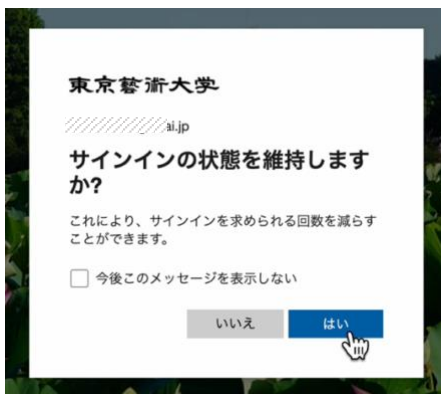 東京藝術大学
ai.jp
サインインの状態を維持します
か?
これにより、サインインを求められる回数を減らす
ことができます。
今後このメッセージを表示しない
いいえ
はい